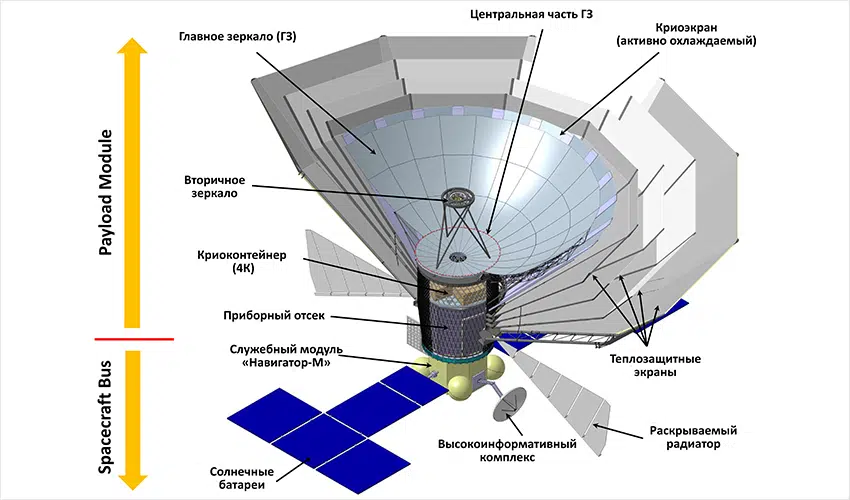 Центральная часть ГЗ
Главное зеркало (ГЗ)
Криоэкран
(активно охлаждаемый)
Payload Module
Вторичное
зеркало
Криоконтейнер
(4К)
Приборный отсек
Служебный модуль
«Навигатор-М»
Теплозащитные
экраны
Spacecraft Bus
Солнечные
батареи
Высокоинформативный
комплекс
Раскрываемый
радиатор